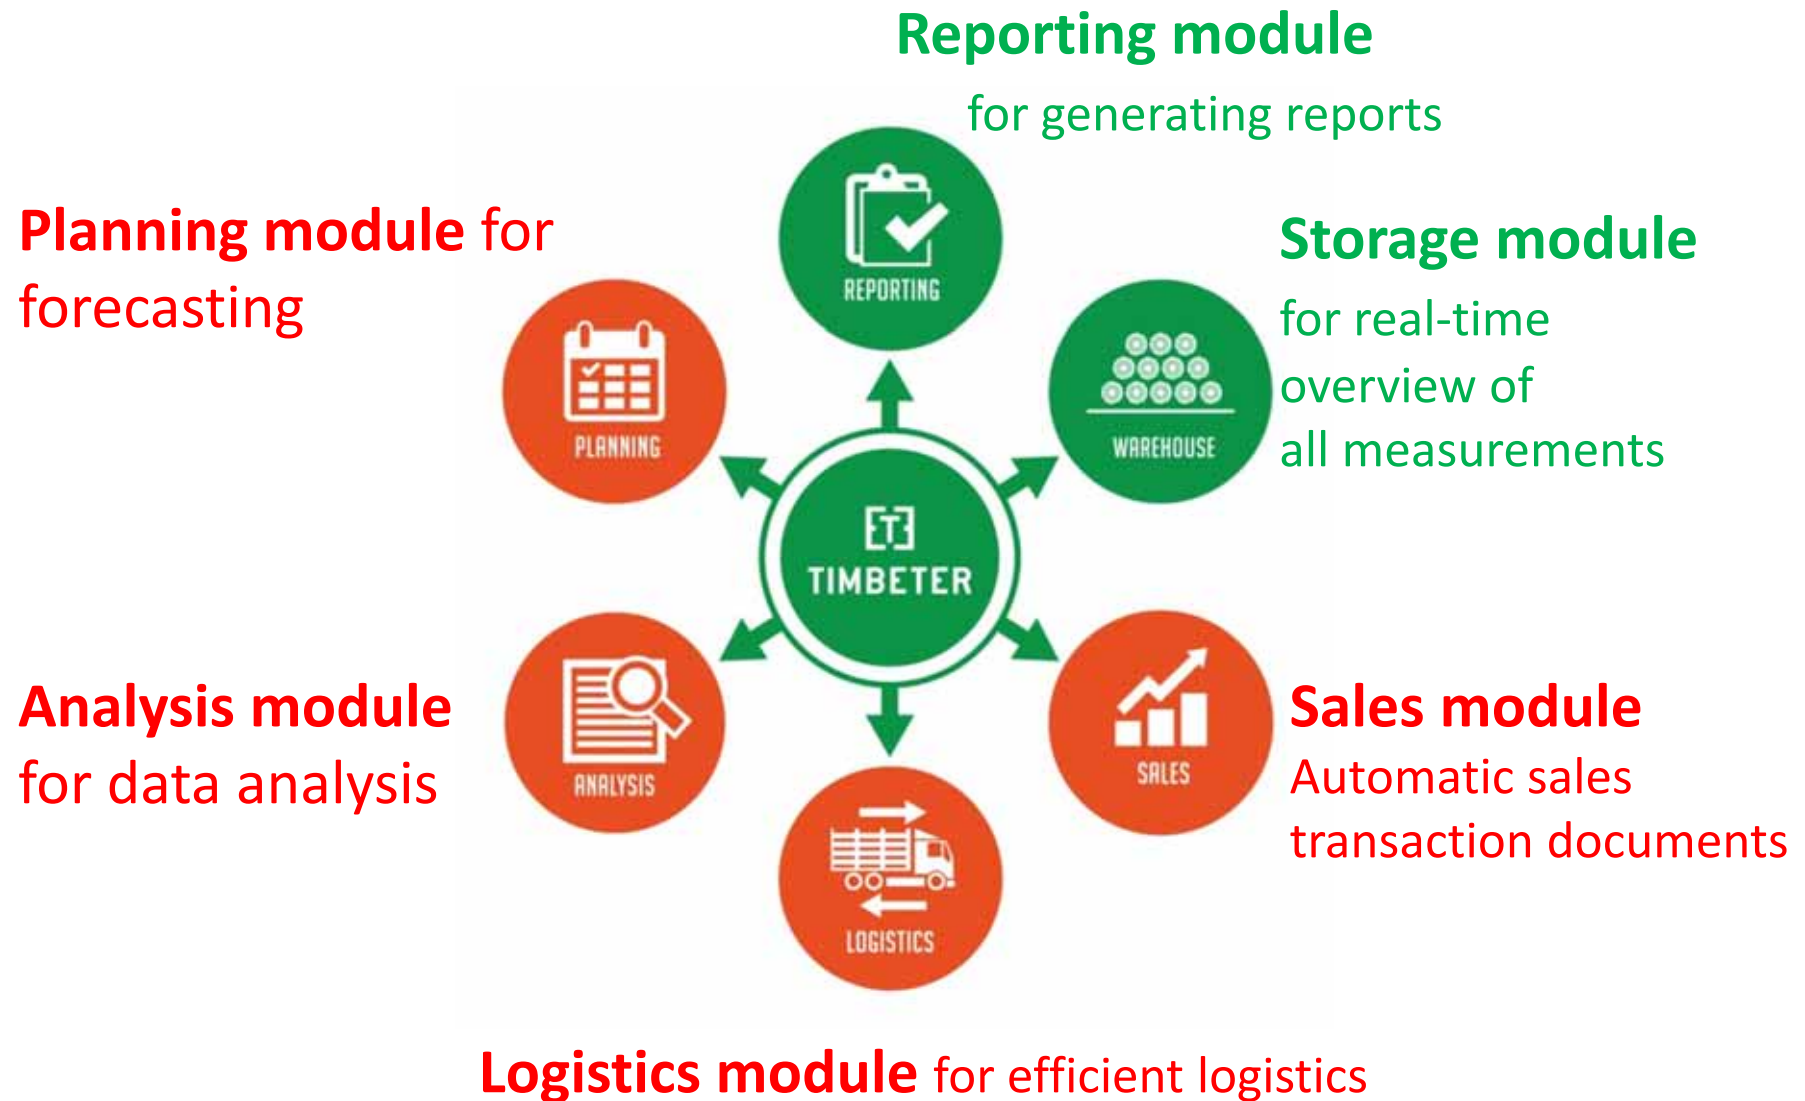 Reporting module
for generating reports
REPORTING
Planning module for
forecasting
PLANNING
Storage module
for real-time
overview of
all measurements
WAREHOUSE
TIMBETER
Analysis module
for data analysis
ANALYSIS
Sales module
Automatic sales
transaction documents
SALES
LOGISTICS
Logistics module for efficient logistics